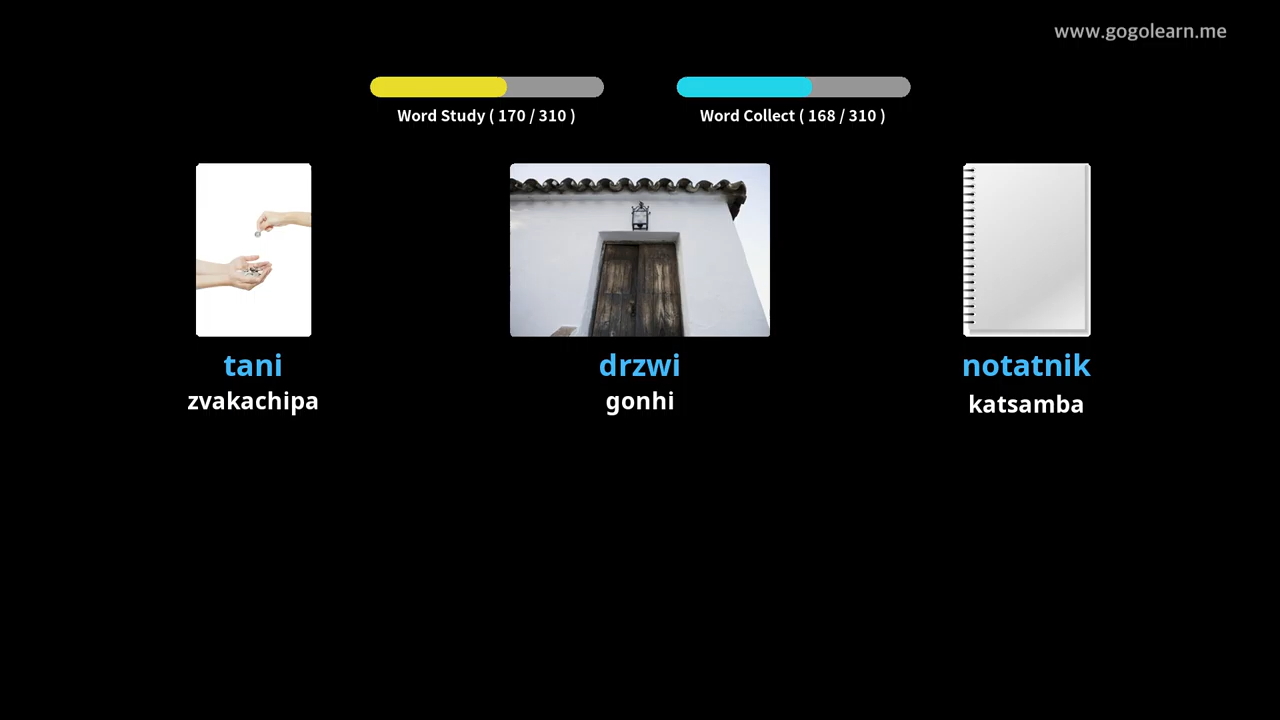 www.gogolearn.me
Word Study ( 170 / 310 )
Word Collect ( 168 / 310 )
tani
zvakachipa
drzwi
gonhi
notatnik
katsamba